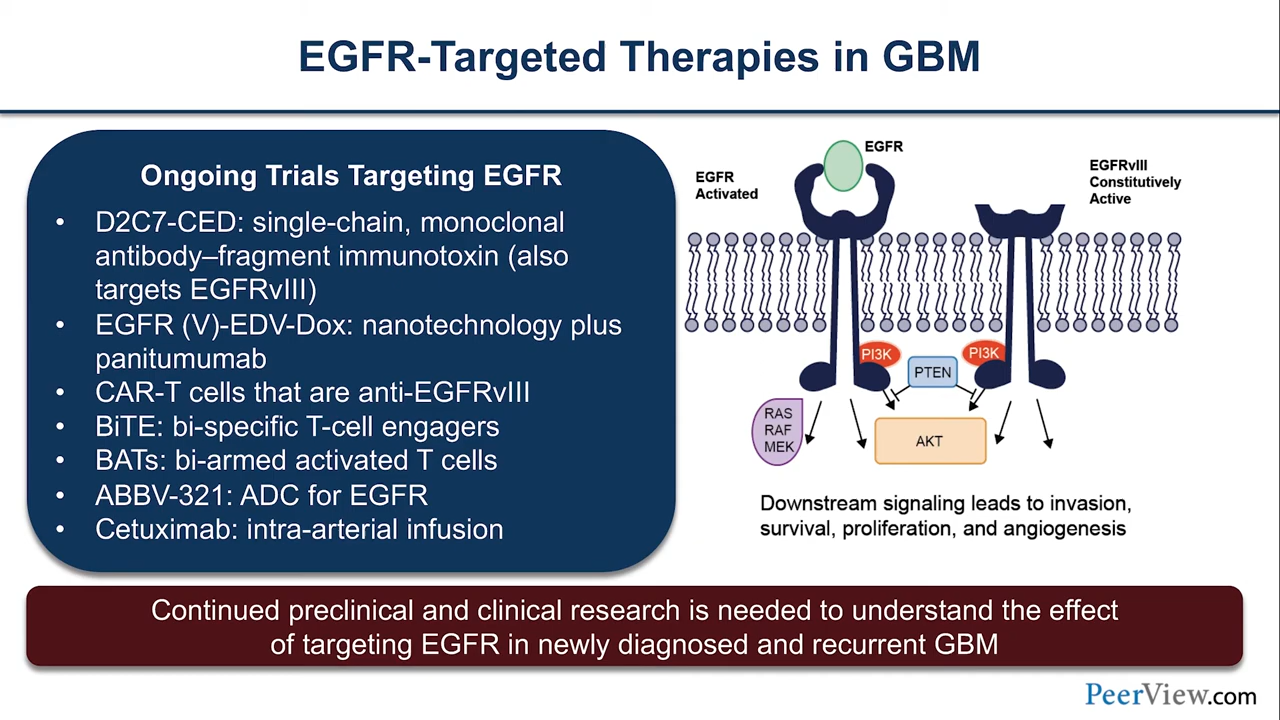 EGFR-Targeted Therapies in GBM
Ongoing Trials Targeting EGFR
• D2C7-CED: single-chain, monoclonal
antibody–fragment immunotoxin (also
targets EGFRvIII)
• EGFR (V)-EDV-Dox: nanotechnology plus
panitumumab
• CAR-T cells that are anti-EGFRvIII
• BiTE: bi-specific T-cell engagers
• BATs: bi-armed activated T cells
• ABBV-321: ADC for EGFR
• Cetuximab: intra-arterial infusion
EGFR
EGFR
Activated
EGFRvIII
Constitutively
Active
PI3K
PTEN
PI3K
RAS
RAF
MEK
AKT
Downstream signaling leads to invasion,
survival, proliferation, and angiogenesis
Continued preclinical and clinical research is needed to understand the effect
of targeting EGFR in newly diagnosed and recurrent GBM
PeerView.com